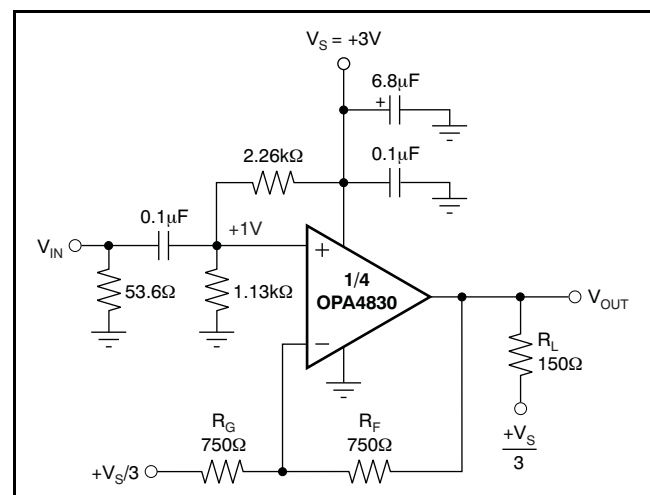 V_S = +3V
6.8μF
+
2.26kΩ
0.1μF
0.1μF
+1V
V_IN
+
53.6Ω
1.13kΩ
1/4
OPA4830
V_OUT
−
R_L
150Ω
R_G
750Ω
R_F
750Ω
+V_S/3
+V_S
3